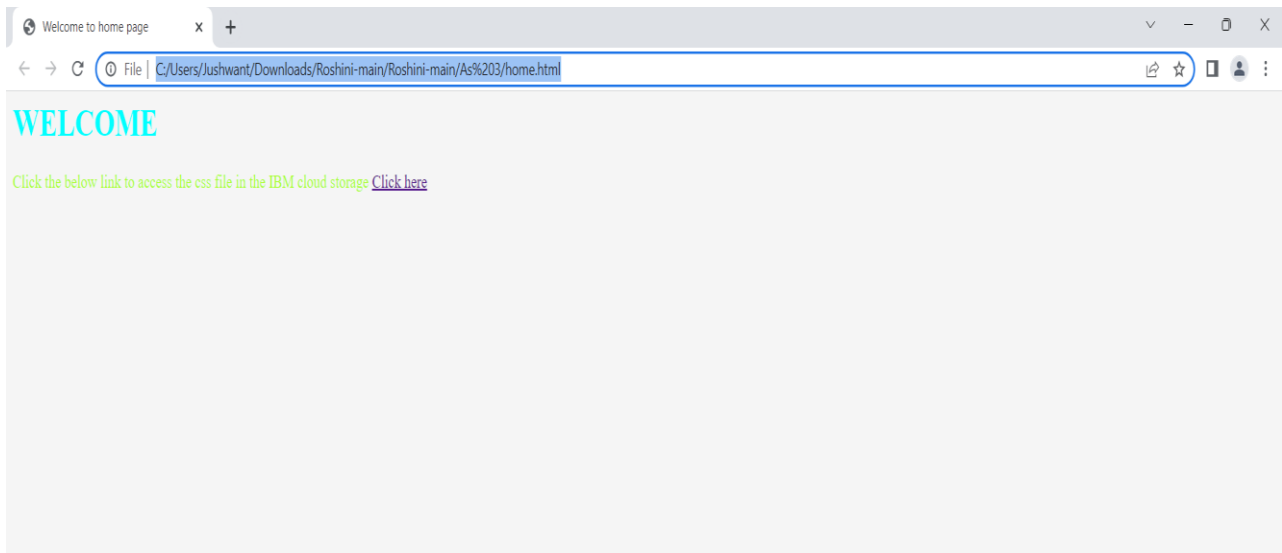 Welcome to home page
File C:/Users/Jushwant/Downloads/Roshini-main/Roshini-main/As%203/home.html
WELCOME
Click the below link to access the css file in the IBM cloud storage Click here